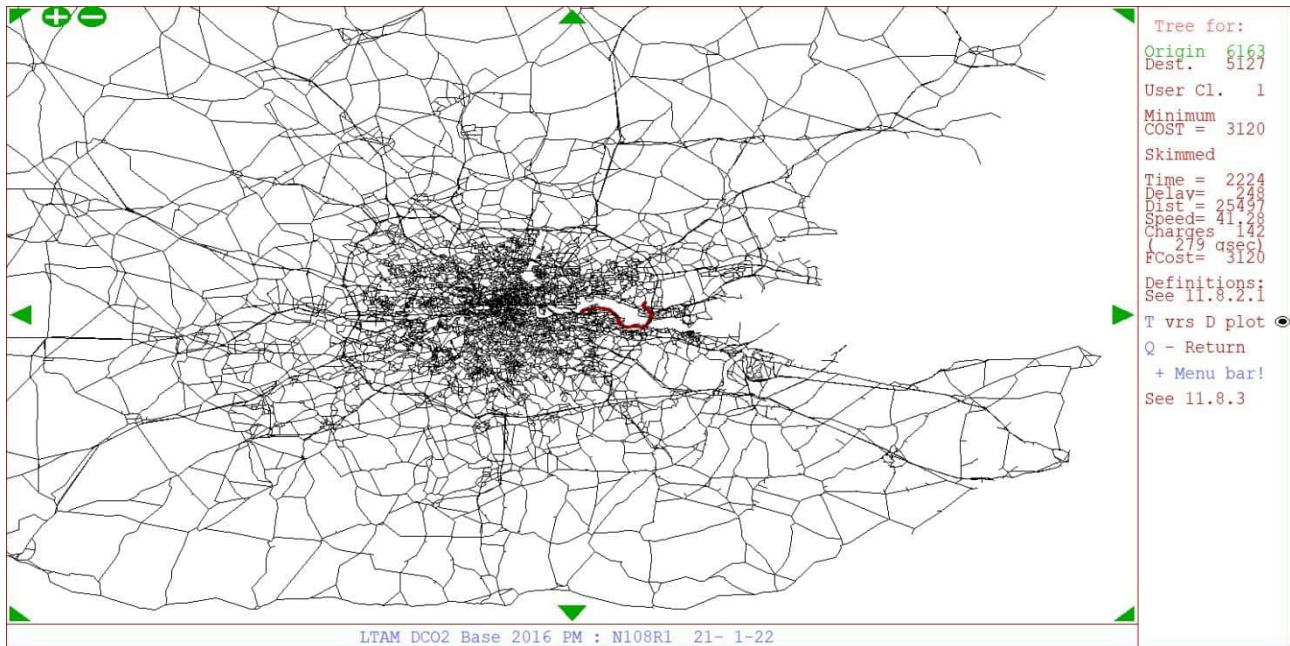 Tree for:
Origin 6163
Dest. 5127
User Cl. 1
Minimum
COST = 3120
Skimmed
Time = 2224
Delay= 248
Dist = 25497
Speed= 41.28
Charges 142
( 279 gsec)
FCost= 3120
Definitions:
See 11.8.2.1
T vrs D plot
Q - Return
+ Menu bar!
See 11.8.3
LTAM DCO2 Base 2016 PM : N108R1 21- 1-22